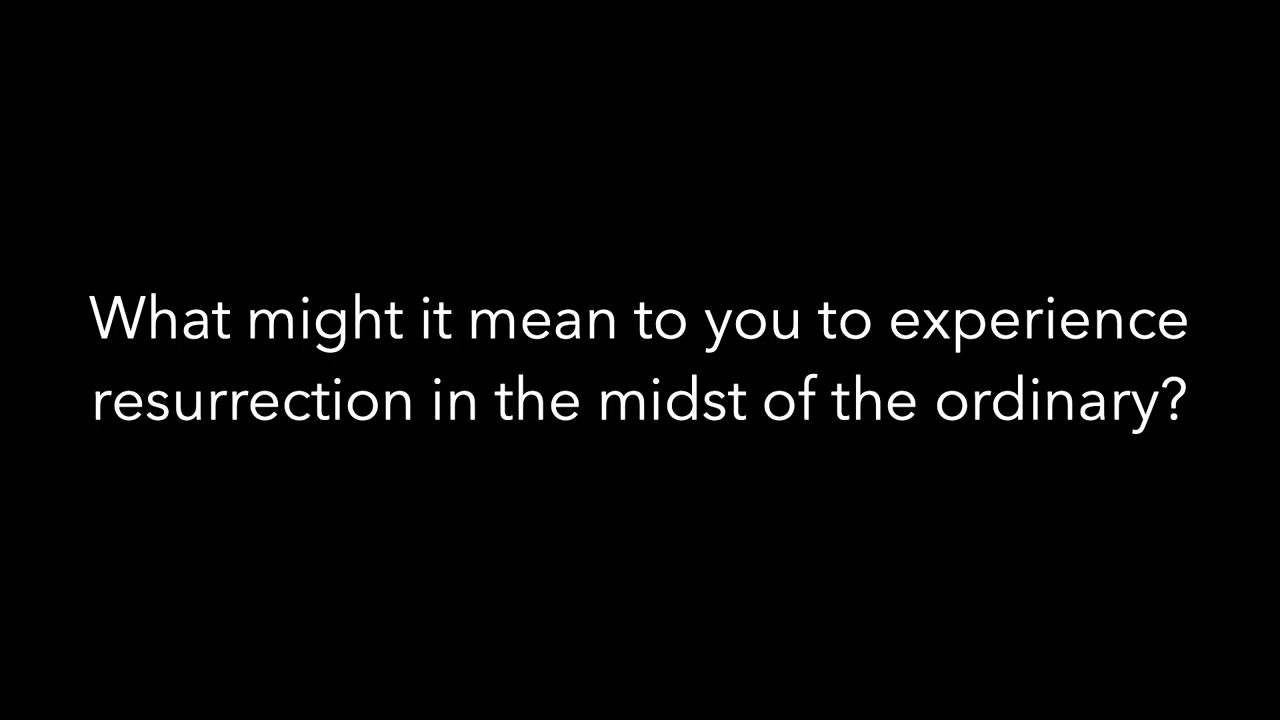 What might it mean to you to experience
resurrection in the midst of the ordinary?